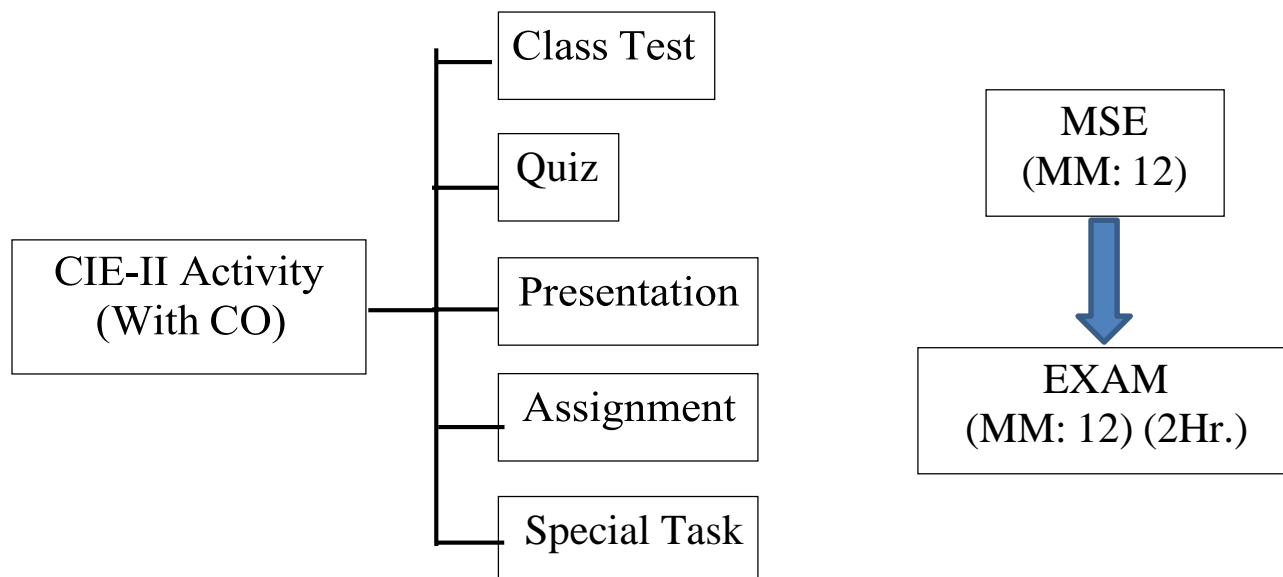 Class Test
Quiz
CIE-II Activity
(With CO)
Presentation
Assignment
Special Task
MSE
(MM: 12)
EXAM
(MM: 12) (2Hr.)